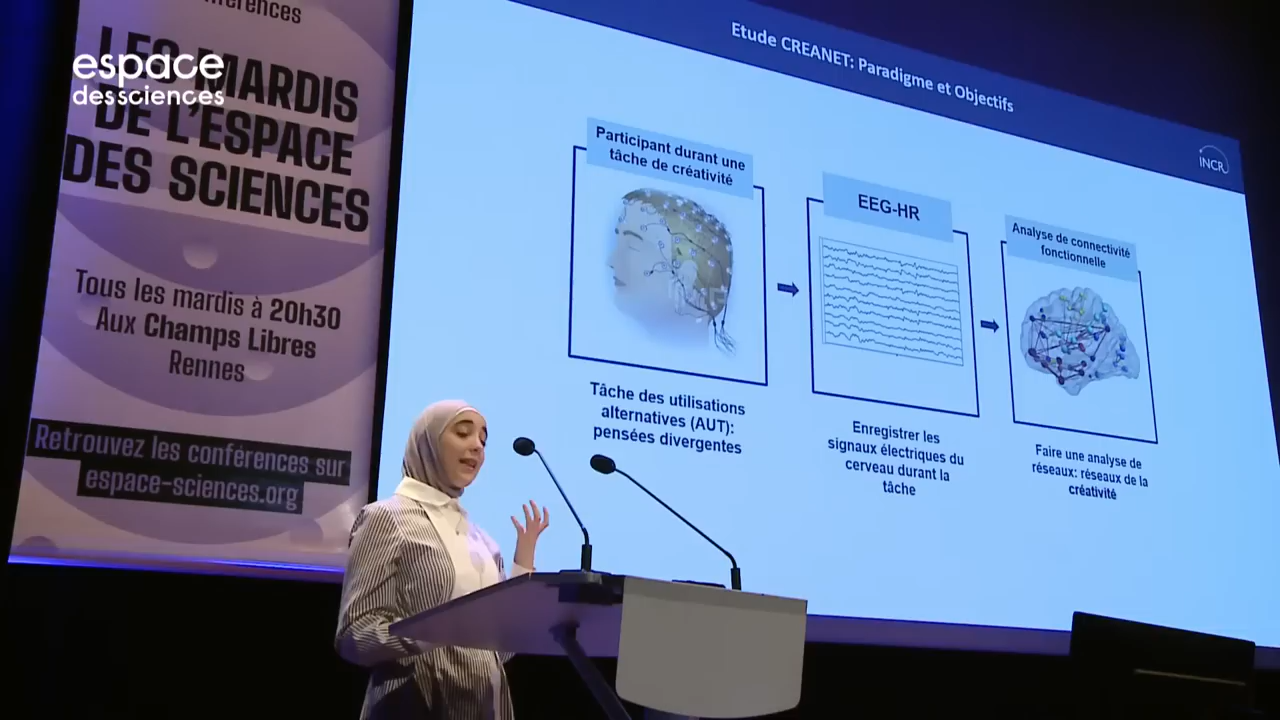 espace
des sciences
LES MARDIS
DE L'ESPACE
DES SCIENCES
Tous les mardis à 20h30
Aux Champs Libres
Rennes
Retrouvez les conférences sur
espace-sciences.org
Etude CREANET: Paradigme et Objectifs
INCR
Participant durant une
tâche de créativité
Tâche des utilisations
alternatives (AUT):
pensées divergentes
EEG-HR
Enregistrer les
signaux électriques du
cerveau durant la
tâche
Analyse de connectivité
fonctionnelle
Faire une analyse de
réseaux: réseaux de la
créativité